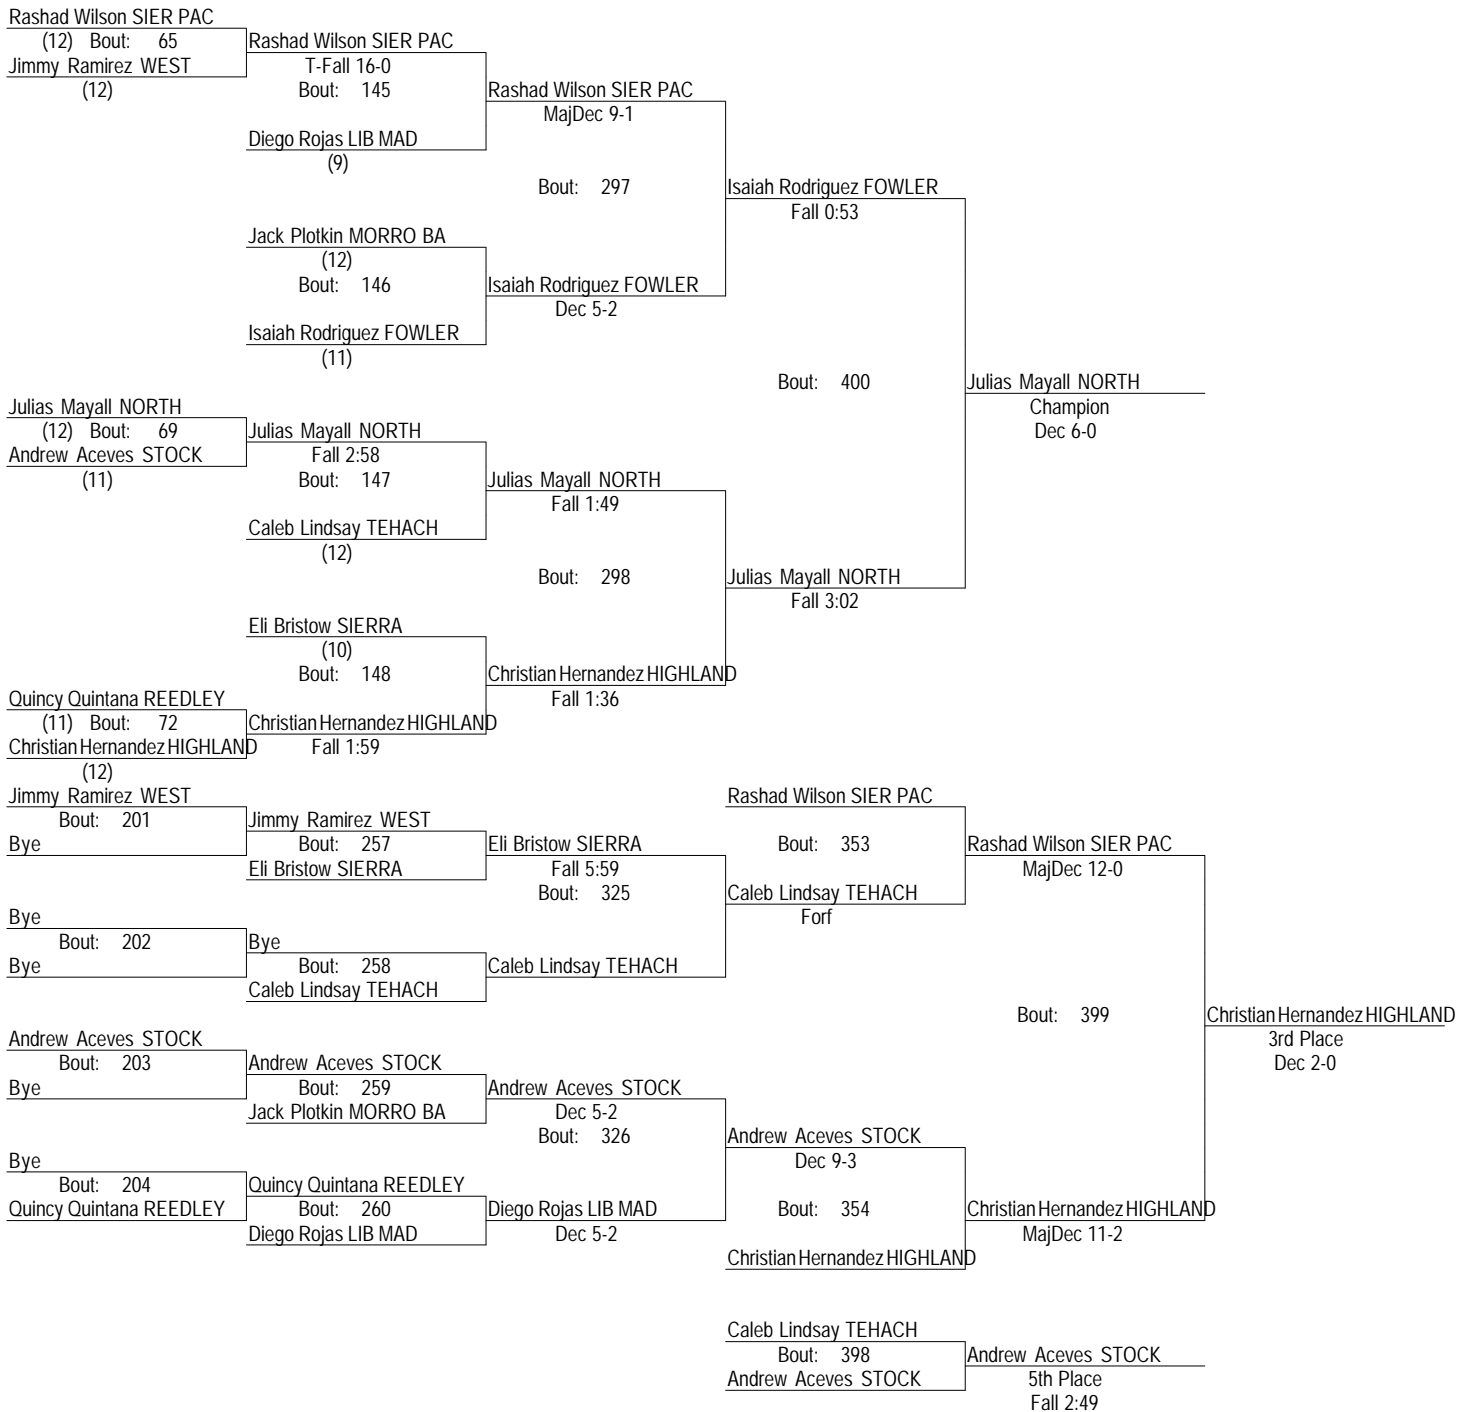 Rashad Wilson SIER PAC
(12) Bout: 65
Jimmy Ramirez WEST
(12)
Rashad Wilson SIER PAC
T-Fall 16-0
Bout: 145
Diego Rojas LIB MAD
(9)
Rashad Wilson SIER PAC
MajDec 9-1
Bout: 297
Jack Plotkin MORRO BA
(12)
Bout: 146
Isaiah Rodriguez FOWLER
(11)
Isaiah Rodriguez FOWLER
Dec 5-2
Isaiah Rodriguez FOWLER
Fall 0:53
Bout: 400
Julias Mayall NORTH
Champion
Dec 6-0
Julias Mayall NORTH
(12) Bout: 69
Andrew Aceves STOCK
(11)
Julias Mayall NORTH
Fall 2:58
Bout: 147
Caleb Lindsay TEHACH
(12)
Julias Mayall NORTH
Fall 1:49
Bout: 298
Julias Mayall NORTH
Fall 3:02
Eli Bristow SIERRA
(10)
Bout: 148
Christian Hernandez HIGHLAND
Fall 1:36
Quincy Quintana REEDLEY
(11) Bout: 72
Christian Hernandez HIGHLAND
(12)
Christian Hernandez HIGHLAND
Fall 1:59
Jimmy Ramirez WEST
Bout: 201
Bye
Jimmy Ramirez WEST
Bout: 257
Eli Bristow SIERRA
Eli Bristow SIERRA
Fall 5:59
Bout: 325
Bye
Bout: 202
Bye
Bye
Bout: 258
Caleb Lindsay TEHACH
Caleb Lindsay TEHACH
Rashad Wilson SIER PAC
Bout: 353
Caleb Lindsay TEHACH
Forf
Rashad Wilson SIER PAC
MajDec 12-0
Bout: 399
Christian Hernandez HIGHLAND
3rd Place
Dec 2-0
Andrew Aceves STOCK
Bout: 203
Bye
Andrew Aceves STOCK
Bout: 259
Jack Plotkin MORRO BA
Andrew Aceves STOCK
Dec 5-2
Bout: 326
Bye
Bout: 204
Quincy Quintana REEDLEY
Quincy Quintana REEDLEY
Bout: 260
Diego Rojas LIB MAD
Diego Rojas LIB MAD
Dec 5-2
Andrew Aceves STOCK
Dec 9-3
Bout: 354
Christian Hernandez HIGHLAND
Christian Hernandez HIGHLAND
MajDec 11-2
Caleb Lindsay TEHACH
Bout: 398
Andrew Aceves STOCK
Andrew Aceves STOCK
5th Place
Fall 2:49